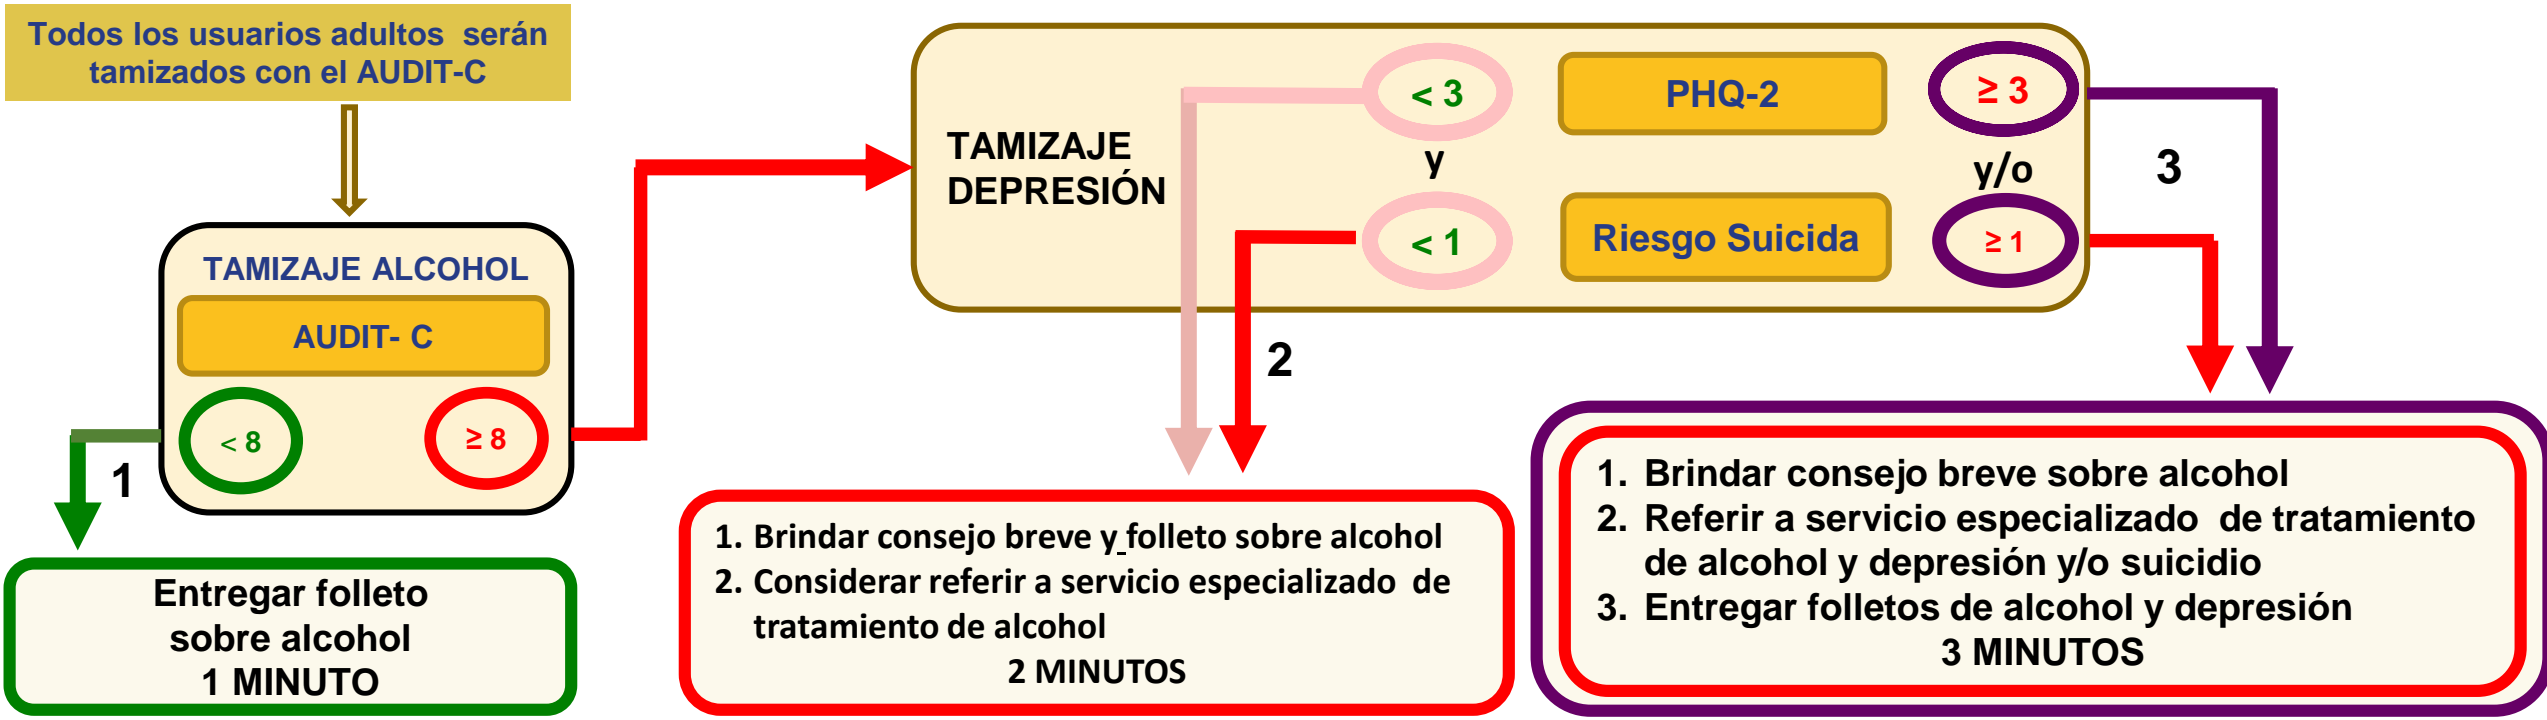 Todos los usuarios adultos serán
tamizados con el AUDIT-C
TAMIZAJE ALCOHOL
AUDIT- C
< 8
≥ 8
1
Entregar folleto
sobre alcohol
1 MINUTO
TAMIZAJE
DEPRESIÓN
< 3
PHQ-2
≥ 3
y
y/o
< 1
Riesgo Suicida
≥ 1
2
3
1. Brindar consejo breve y folleto sobre alcohol
2. Considerar referir a servicio especializado de
tratamiento de alcohol
2 MINUTOS
1. Brindar consejo breve sobre alcohol
2. Referir a servicio especializado de tratamiento
de alcohol y depresión y/o suicidio
3. Entregar folletos de alcohol y depresión
3 MINUTOS